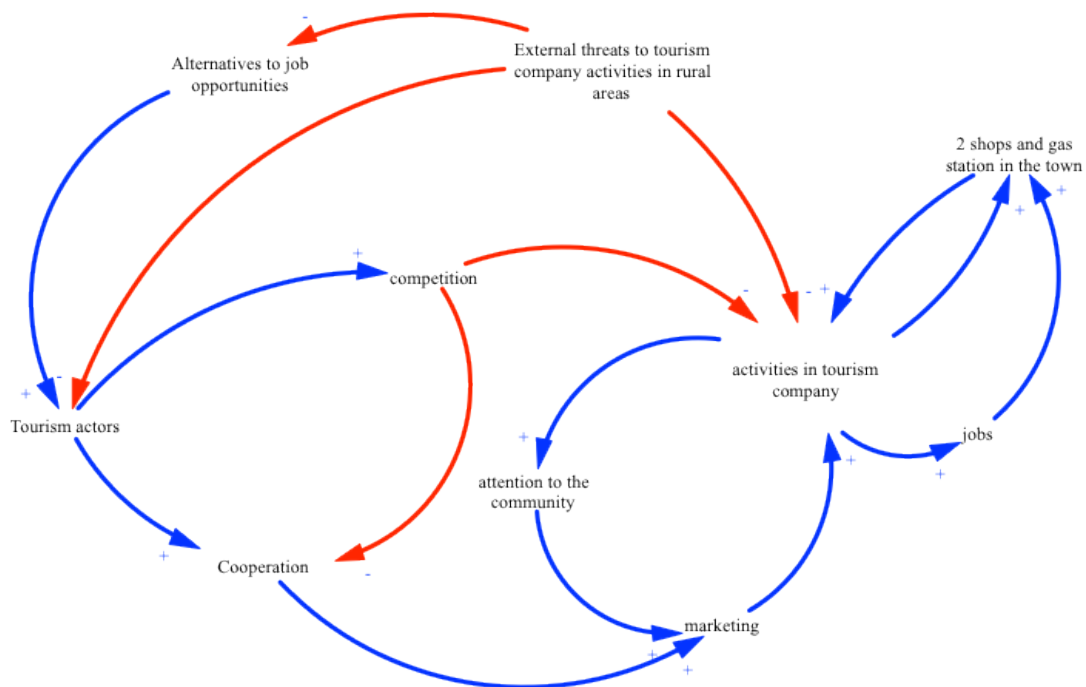 -
Alternatives to job
opportunities
External threats to tourism
company activities in rural
areas
2 shops and gas
station in the town
+
+
+
competition
-
-
+
activities in tourism
company
+
-
Tourism actors
+
jobs
+
+
attention to the
community
+
Cooperation
-
marketing
+
+